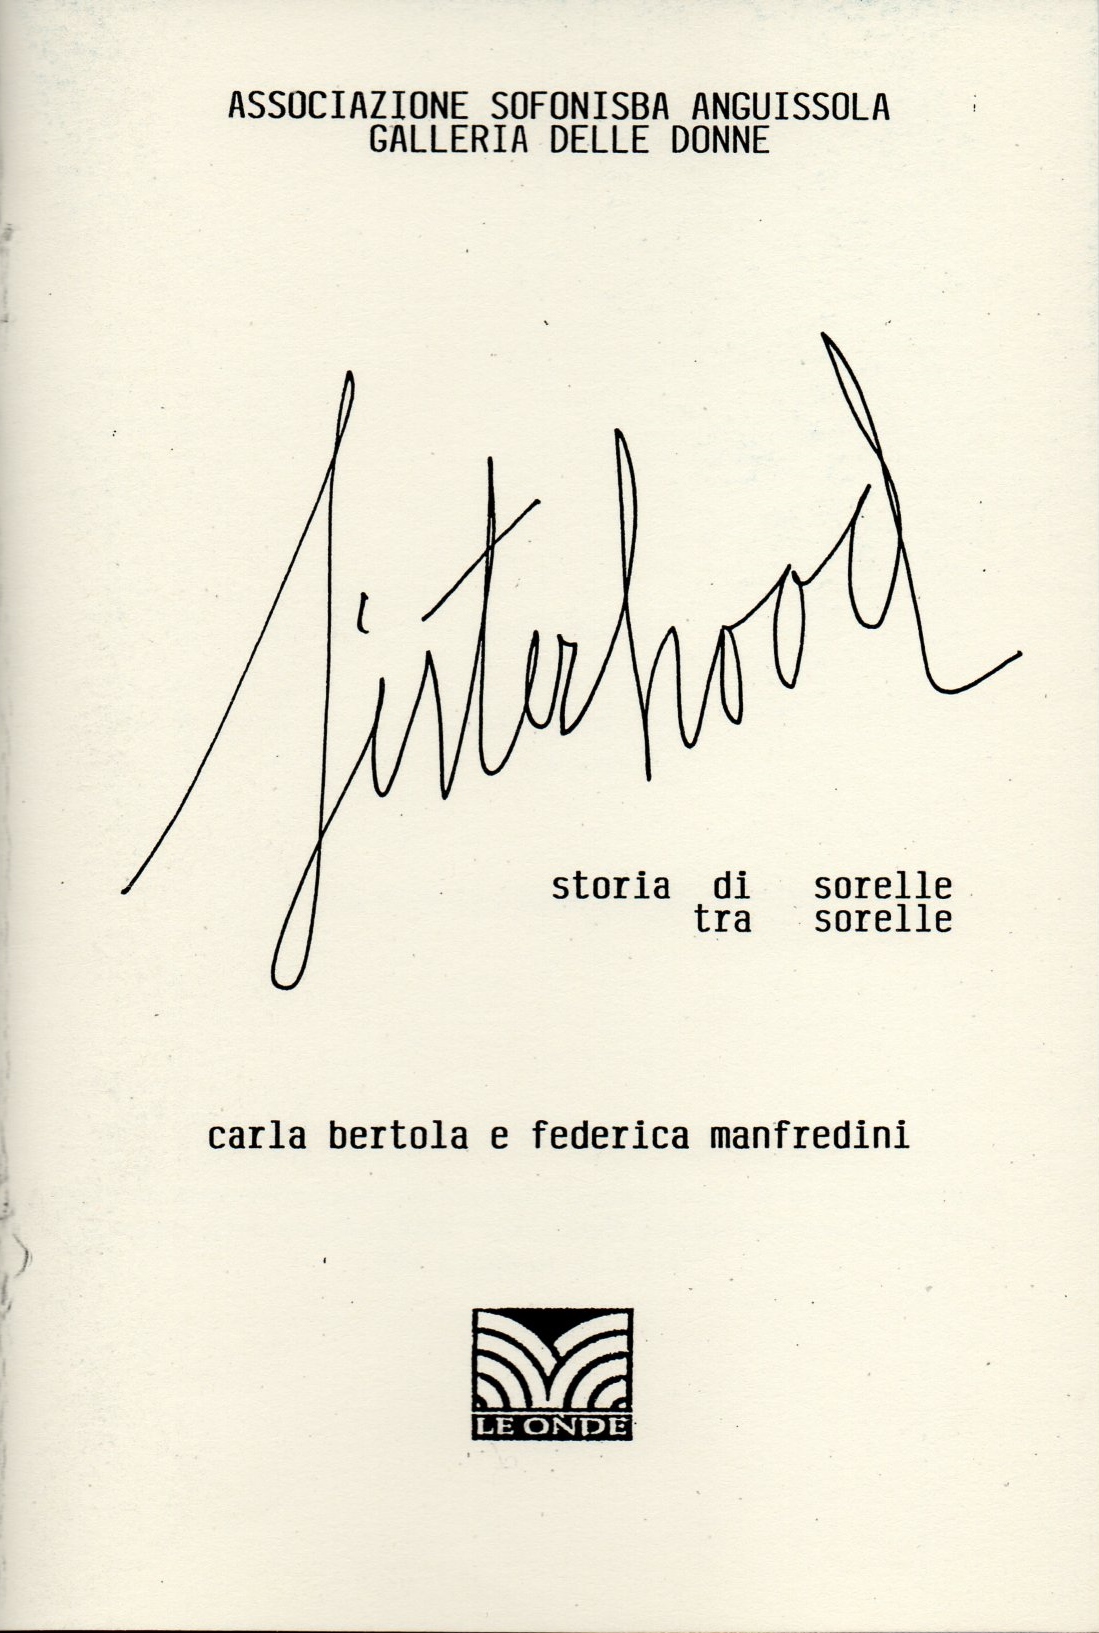 ASSOCIAZIONE SOFONISBA ANGUISSOLA
GALLERIA DELLE DONNE
Sisterhood
storia di sorelle
tra sorelle
carla bertola e federica manfredini
LE ONDE